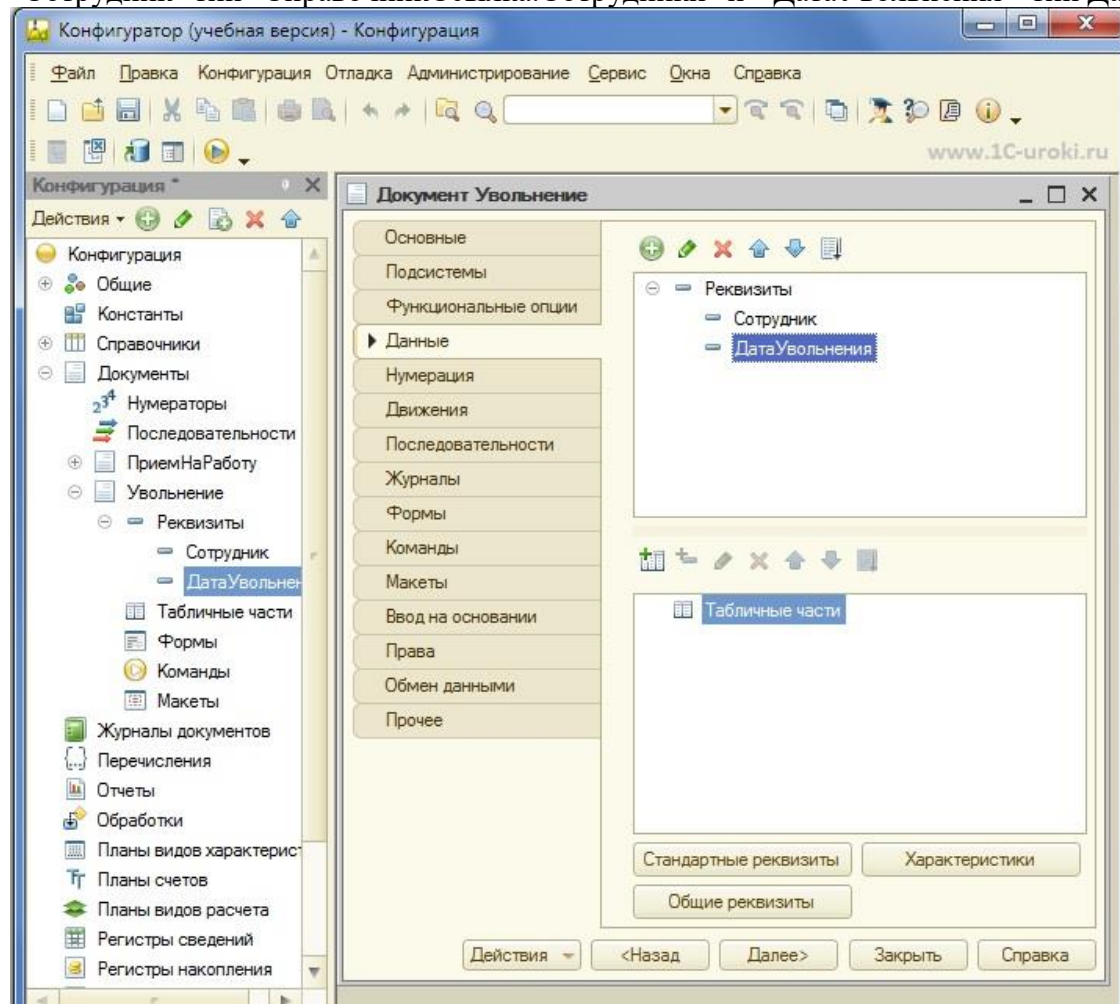 Конфигуратор (учебная версия) - Конфигурация
Файл Правка Конфигурация Отладка Администрирование Сервис Окна Справка
www.1C-uroki.ru
Конфигурация *
Действия
Конфигурация
Общие
Константы
Справочники
Документы
Нумераторы
Последовательности
ПриемНаРаботу
Увольнение
Реквизиты
Сотрудник
ДатаУвольнен
Табличные части
Формы
Команды
Макеты
Журналы документов
Перечисления
Отчеты
Обработки
Планы видов характерис
Планы счетов
Планы видов расчета
Регистры сведений
Регистры накопления
Документ Увольнение
Основные
Подсистемы
Функциональные опции
Данные
Нумерация
Движения
Последовательности
Журналы
Формы
Команды
Макеты
Ввод на основании
Права
Обмен данными
Прочее
Реквизиты
Сотрудник
ДатаУвольнения
Табличные части
Стандартные реквизиты Характеристики
Общие реквизиты
Действия <Назад Далее> Закрыть Справка